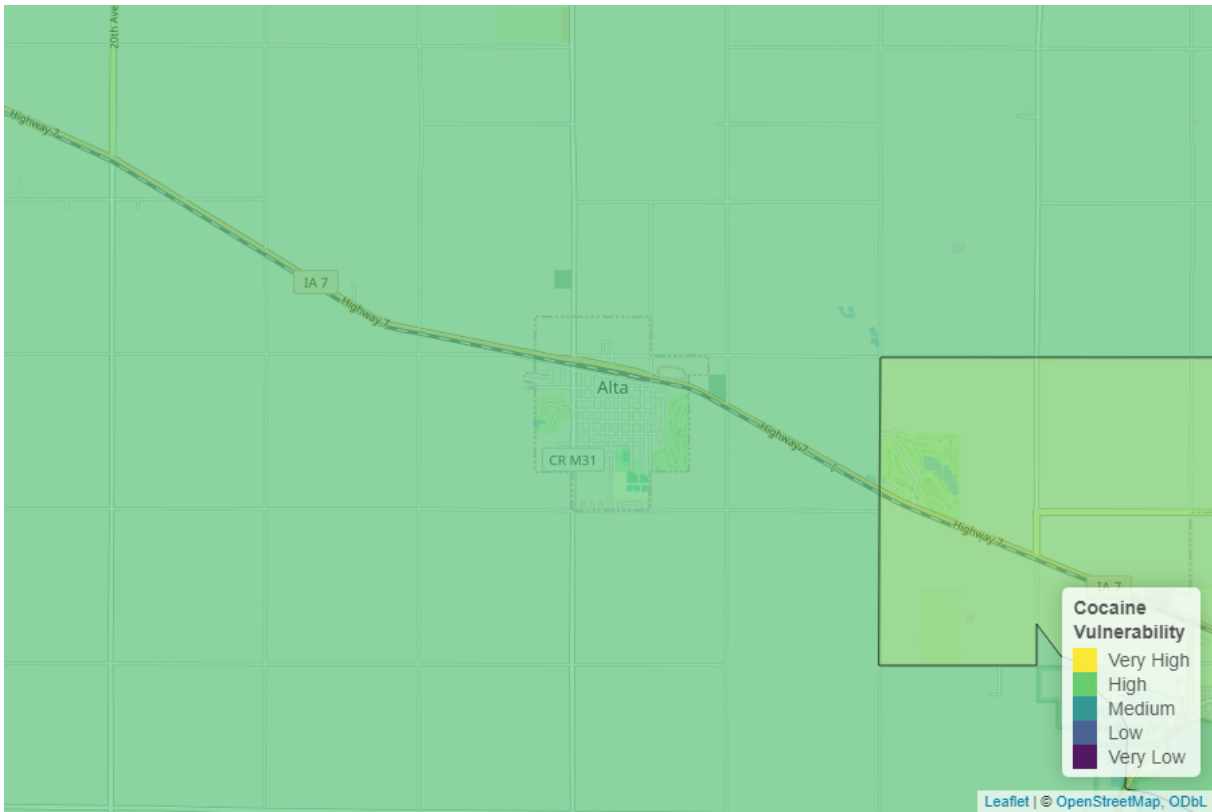 20th Ave
Highway 7
IA 7
Highway 7
Alta
CR M31
Highway 7
Highway 7
IA 7
Cocaine
Vulnerability
Very High
High
Medium
Low
Very Low
Leaflet | © OpenStreetMap, ODbL